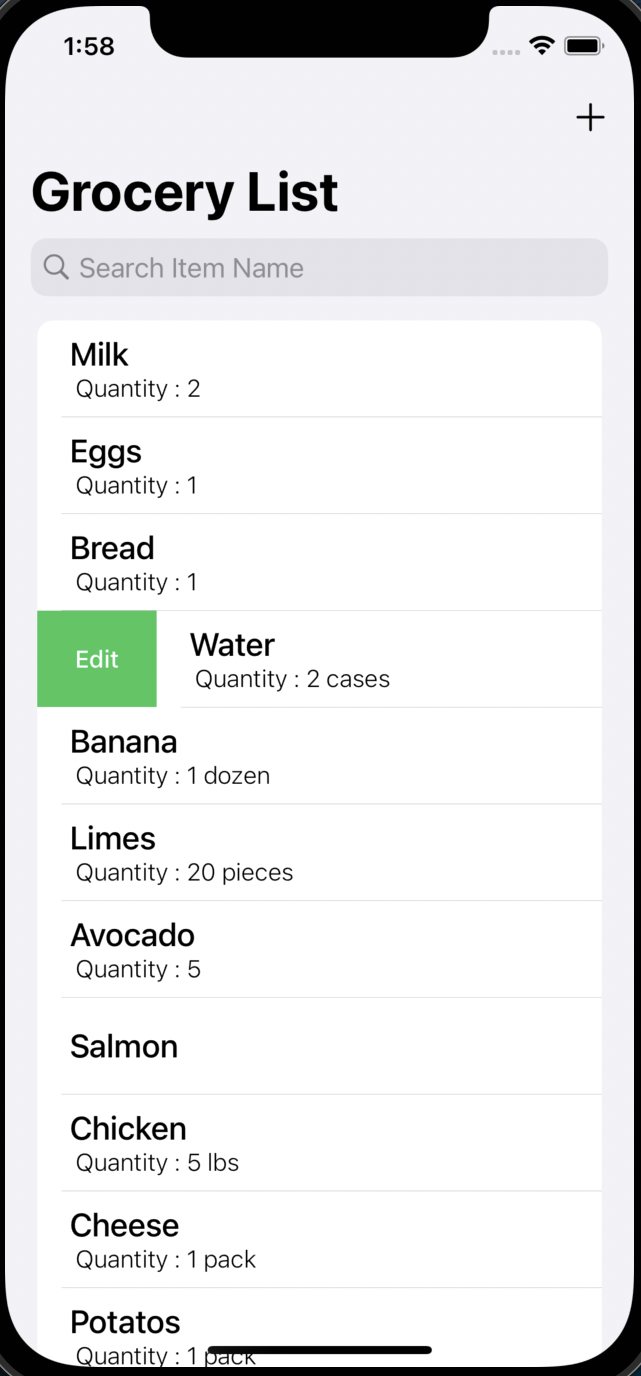 1:58
Grocery List
Search Item Name
Milk
Quantity : 2
Eggs
Quantity : 1
Bread
Quantity : 1
Edit
Water
Quantity : 2 cases
Banana
Quantity : 1 dozen
Limes
Quantity : 20 pieces
Avocado
Quantity : 5
Salmon
Chicken
Quantity : 5 lbs
Cheese
Quantity : 1 pack
Potatos
Quantity : 1 pack